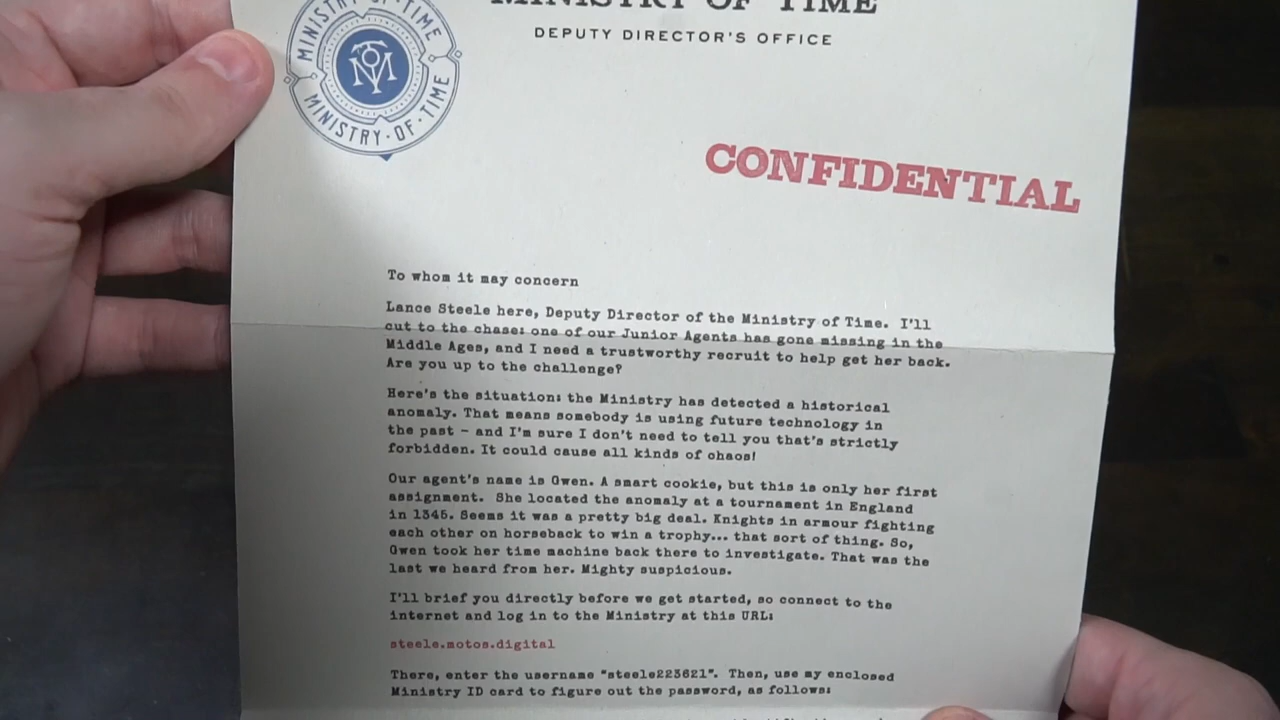 MINISTRY OF TIME
DEPUTY DIRECTOR'S OFFICE
MINISTRY · OF · TIME
MINISTRY · OF · TIME
CONFIDENTIAL
To whom it may concern
Lance Steele here, Deputy Director of the Ministry of Time. I'll
cut to the chase: one of our Junior Agents has gone missing in the
Middle Ages, and I need a trustworthy recruit to help get her back.
Are you up to the challenge?
Here's the situation: the Ministry has detected a historical
anomaly. That means somebody is using future technology in
the past – and I'm sure I don't need to tell you that's strictly
forbidden. It could cause all kinds of chaos!
Our agent's name is Gwen. A smart cookie, but this is only her first
assignment. She located the anomaly at a tournament in England
in 1345. Seems it was a pretty big deal. Knights in armour fighting
each other on horseback to win a trophy... that sort of thing. So,
Gwen took her time machine back there to investigate. That was the
last we heard from her. Mighty suspicious.
I'll brief you directly before we get started, so connect to the
internet and log in to the Ministry at this URL:
steele.motos.digital
There, enter the username "steele223621". Then, use my enclosed
Ministry ID card to figure out the password, as follows: